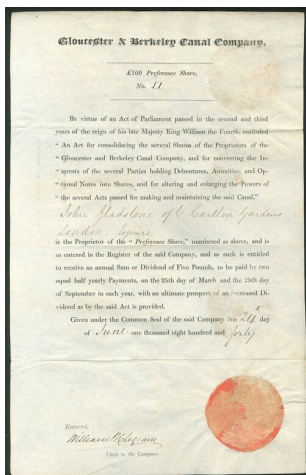 Gloucester & Berkeley Canal Company.
£100 Preference Share,
No. 11
By virtue of an Act of Parliament passed in the second and third
years of the reign of his late Majesty King William the Fourth, entituled
"An Act for consolidating the several Shares of the Proprietors of the
"Gloucester and Berkeley Canal Company, and for converting the In-
"terests of the several Parties holding Debentures, Annuities, and Op-
"tional Notes into Shares, and for altering and enlarging the Powers of
"the several Acts passed for making and maintaining the said Canal,"
John Gladstone of Carlton Gardens
London Esquire
is the Proprietor of the "Preference Share," numbered as above, and is
so entered in the Register of the said Company, and as such is entitled
to receive an annual Sum or Dividend of Five Pounds, to be paid by two
equal half yearly Payments, on the 25th day of March and the 25th day
of September in each year, with an ultimate prospect of an increased Di-
vidend as by the said Act is provided.
Given under the Common Seal of the said Company this 24th day
of June one thousand eight hundred and forty
Entered,
William
Clerk to the Company